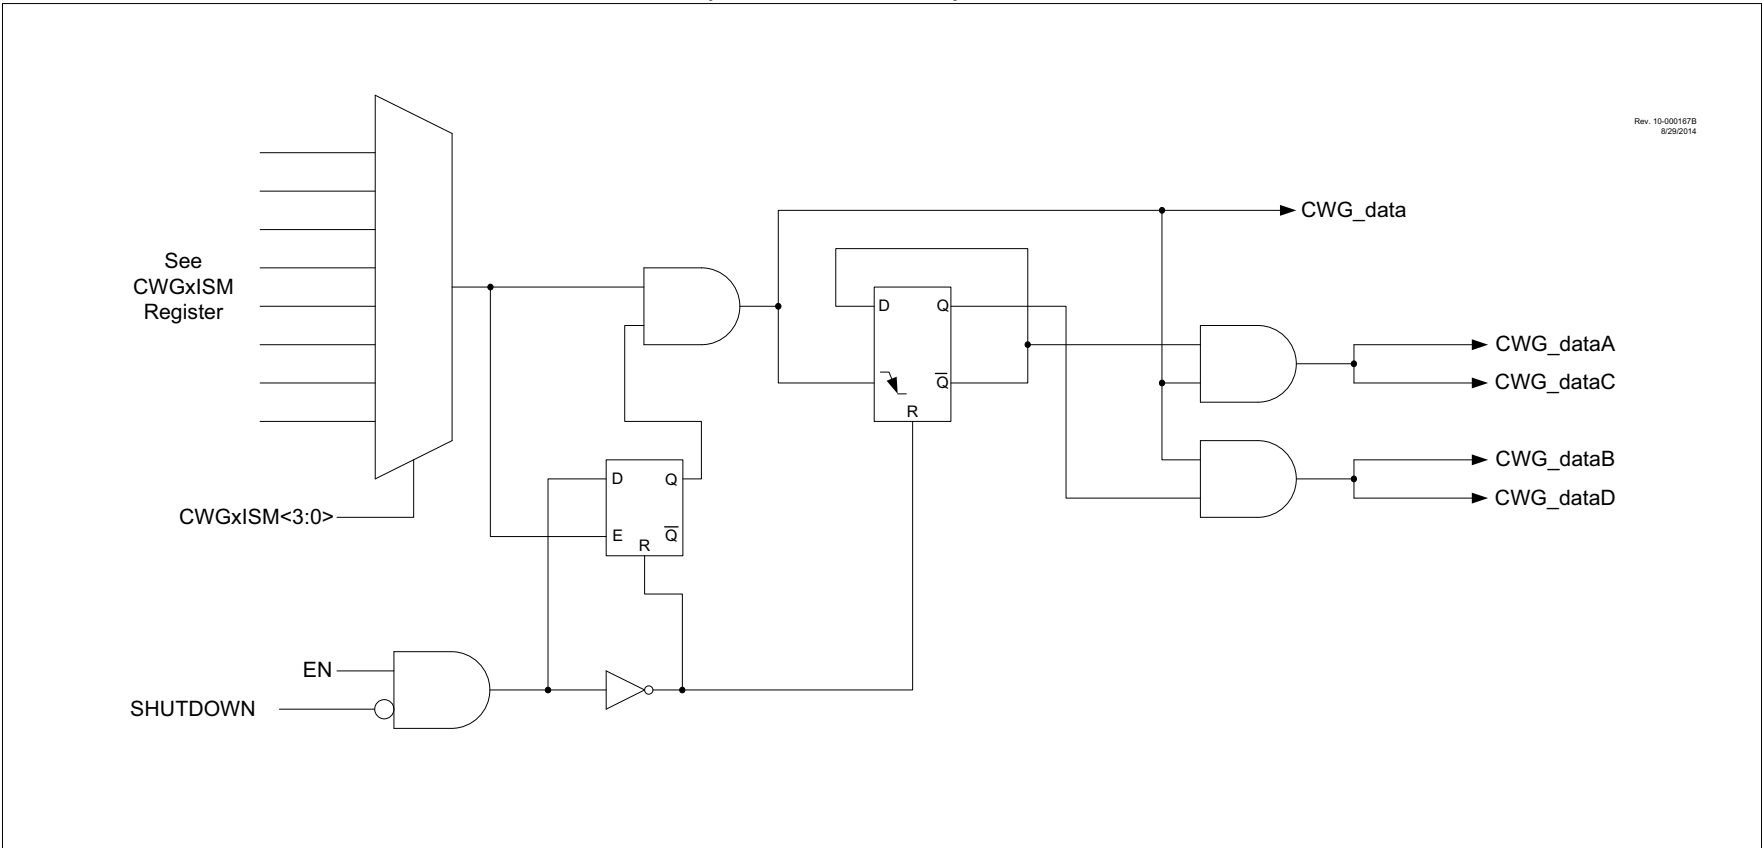 Rev. 10-000167B
8/29/2014
CWG_data
See
CWGxISM
Register
D
Q
Q
R
CWG_dataA
CWG_dataC
CWG_dataB
CWG_dataD
D
Q
E
Q
R
CWGxISM<3:0>
EN
SHUTDOWN